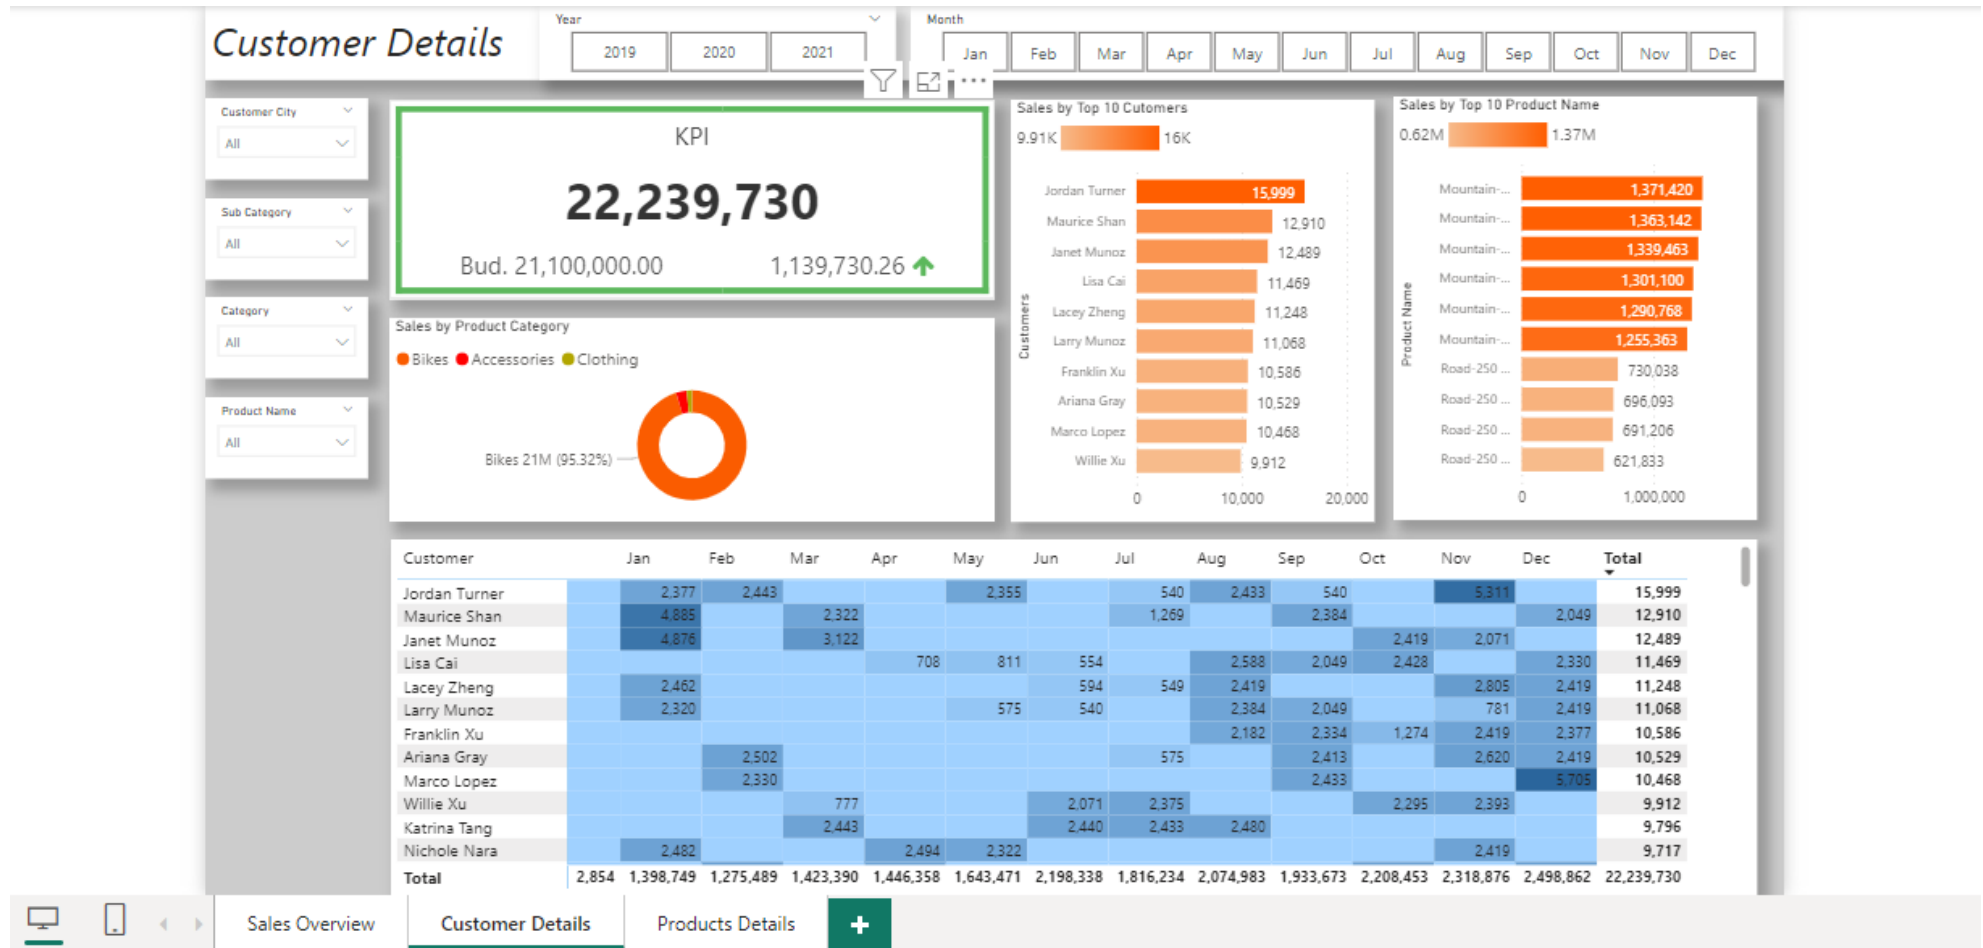 Customer Details
Year
2019 2020 2021
Month
Jan Feb Mar Apr May Jun Jul Aug Sep Oct Nov Dec
Customer City
All
Sub Category
All
Category
All
Product Name
All
KPI
22,239,730
Bud. 21,100,000.00 1,139,730.26
Sales by Product Category
Bikes Accessories Clothing
Bikes 21M (95.32%)
Sales by Top 10 Cutomers
9.91K 16K
Customers
Jordan Turner 15,999
Maurice Shan 12,910
Janet Munoz 12,489
Lisa Cai 11,469
Lacey Zheng 11,248
Larry Munoz 11,068
Franklin Xu 10,586
Ariana Gray 10,529
Marco Lopez 10,468
Willie Xu 9,912
0 10,000 20,000
Sales by Top 10 Product Name
0.62M 1.37M
Product Name
Mountain-... 1,371,420
Mountain-... 1,363,142
Mountain-... 1,339,463
Mountain-... 1,301,100
Mountain-... 1,290,768
Mountain-... 1,255,363
Road-250 ... 730,038
Road-250 ... 696,093
Road-250 ... 691,206
Road-250 ... 621,833
0 1,000,000
Customer Jan Feb Mar Apr May Jun Jul Aug Sep Oct Nov Dec Total
Jordan Turner 2,377 2,443 2,355 540 2,433 540 5,311 15,999
Maurice Shan 4,885 2,322 1,269 2,384 2,049 12,910
Janet Munoz 4,876 3,122 2,419 2,071 12,489
Lisa Cai 708 811 554 2,588 2,049 2,428 2,330 11,469
Lacey Zheng 2,462 594 549 2,419 2,805 2,419 11,248
Larry Munoz 2,320 575 540 2,384 2,049 781 2,419 11,068
Franklin Xu 2,182 2,334 1,274 2,419 2,377 10,586
Ariana Gray 2,502 575 2,413 2,620 2,419 10,529
Marco Lopez 2,330 2,433 5,705 10,468
Willie Xu 777 2,071 2,375 2,295 2,393 9,912
Katrina Tang 2,443 2,440 2,433 2,480 9,796
Nichole Nara 2,482 2,494 2,322 2,419 9,717
Total 2,854 1,398,749 1,275,489 1,423,390 1,446,358 1,643,471 2,198,338 1,816,234 2,074,983 1,933,673 2,208,453 2,318,876 2,498,862 22,239,730
Sales Overview Customer Details Products Details